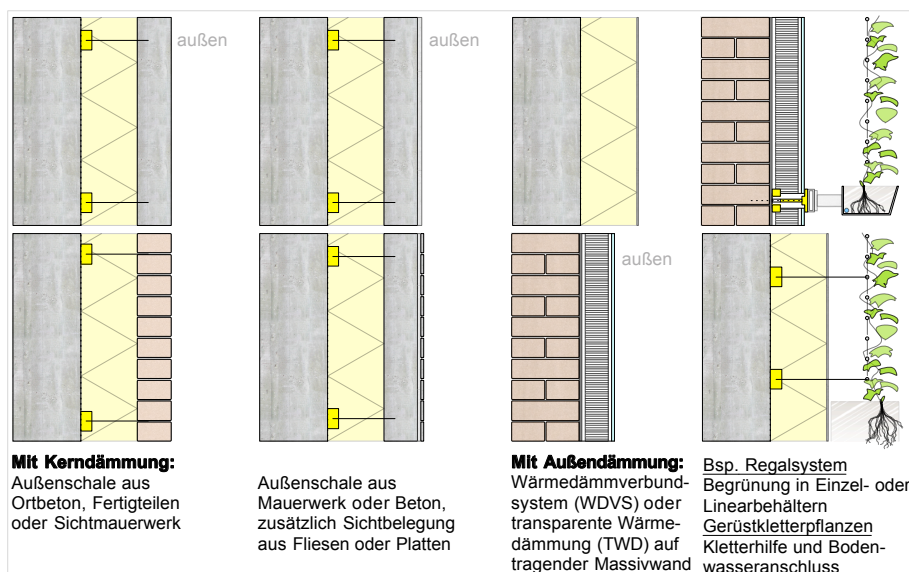 außen
außen
außen
Mit Kerndämmung:
Außenschale aus
Ortbeton, Fertigteilen
oder Sichtmauerwerk
Außenschale aus
Mauerwerk oder Beton,
zusätzlich Sichtbelegung
aus Fliesen oder Platten
Mit Außendämmung:
Wärmedämmverbund-
system (WDVS) oder
transparente Wärme-
dämmung (TWD) auf
tragender Massivwand
Bsp. Regalsystem
Begrünung in Einzel- oder
Linearbehältern
Gerüstkletterpflanzen
Kletterhilfe und Boden-
wasseranschluss